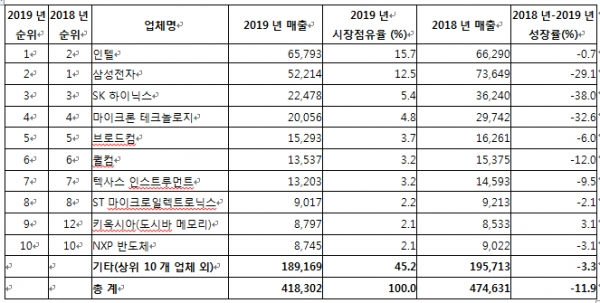 2019 년 순위 2018 년 순위 업체명 2019 년 매출 2019 년 시장점유율 (%) 2018 년 매출 2018 년-2019 년 성장률(%)
1 2 인텔 65,793 15.7 66,290 -0.7
2 1 삼성전자 52,214 12.5 73,649 -29.1
3 3 SK 하이닉스 22,478 5.4 36,240 -38.0
4 4 마이크론 테크놀로지 20,056 4.8 29,742 -32.6
5 5 브로드컴 15,293 3.7 16,261 -6.0
6 6 퀄컴 13,537 3.2 15,375 -12.0
7 7 텍사스 인스트루먼트 13,203 3.2 14,593 -9.5
8 8 ST 마이크로일렉트로닉스 9,017 2.2 9,213 -2.1
9 12 키옥시아(도시바 메모리) 8,797 2.1 8,533 3.1
10 10 NXP 반도체 8,745 2.1 9,022 -3.1
기타(상위 10 개 업체 외) 189,169 45.2 195,713 -3.3
총 계 418,302 100.0 474,631 -11.9